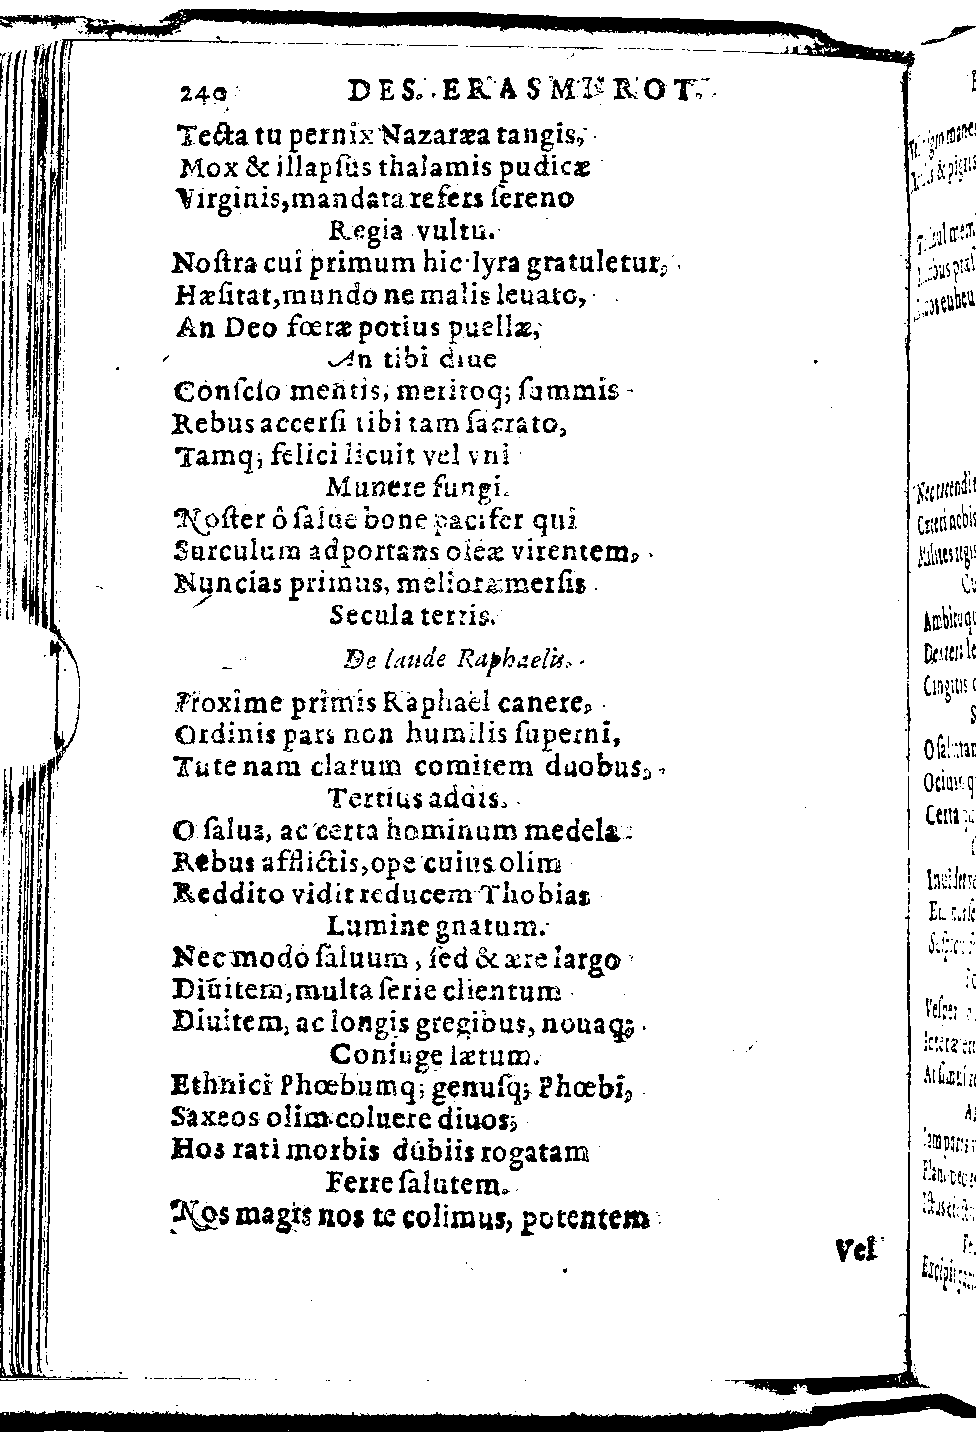 240 DES. ERASMI ROT.
Tecta tu pernix Nazaræa tangis,
Mox & illapſus thalamis pudicæ
Virginis, mandata refers ſereno
Regia vultu.
Noſtra cui primum hic lyra gratuletur,
Hæſitat, mundo ne malis leuato,
An Deo fœtæ potius puellæ,
An tibi diue
Conſcio mentis, meritoq; ſummis
Rebus accerſi tibi tam ſacrato,
Tamq; felici licuit vel vni
Munere fungi.
Noſter ô ſalue bone pacifer qui
Surculum adportans oleæ virentem,
Nuncias primus, meliora merſis
Secula terris.
De laude Raphaelis.
Proxime primis Raphaël canere,
Ordinis pars non humilis ſuperni,
Tute nam clarum comitem duobus,
Tertius addis.
O ſalus, ac certa hominum medela
Rebus afflictis, ope cuius olim
Reddito vidit reducem Thobias
Lumine gnatum.
Nec modo ſaluum, ſed & ære largo
Diuitem, multa ſerie clientum
Diuitem, ac longis gregibus, nouaq;
Coniuge lætum.
Ethnici Phœbumq; genuſq; Phœbi,
Saxeos olim coluere diuos,
Hos rati morbis dubiis rogatam
Ferre ſalutem.
Nos magis nos te colimus, potentem
Vel